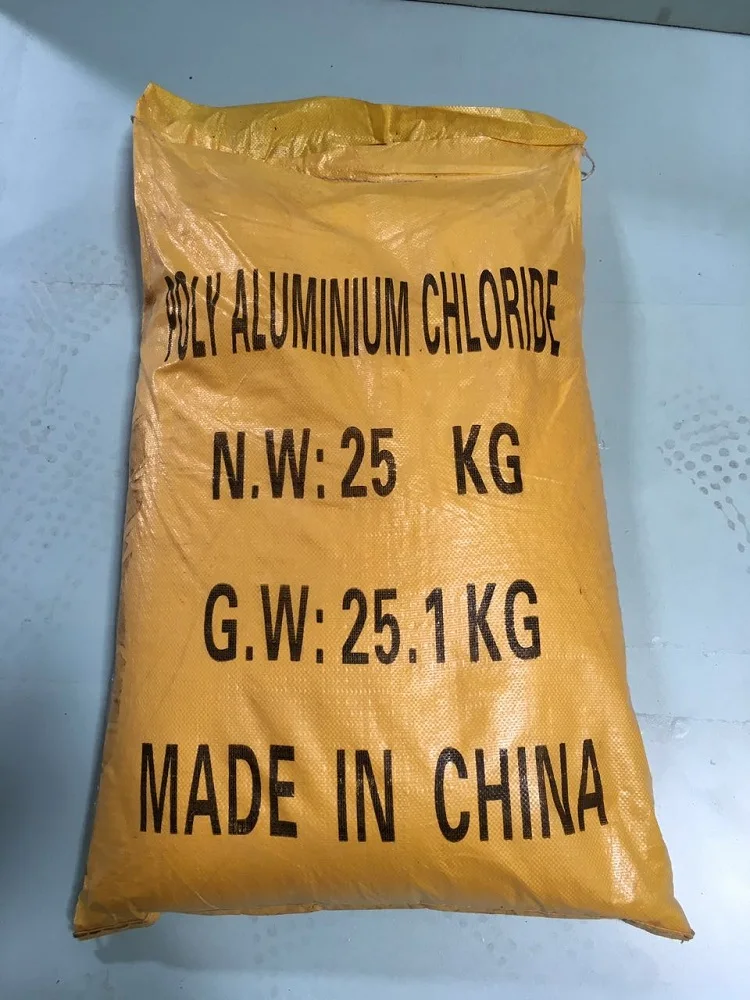 POLY ALUMINIUM CHLORIDE
N.W: 25 KG
G.W: 25.1 KG
MADE IN CHINA